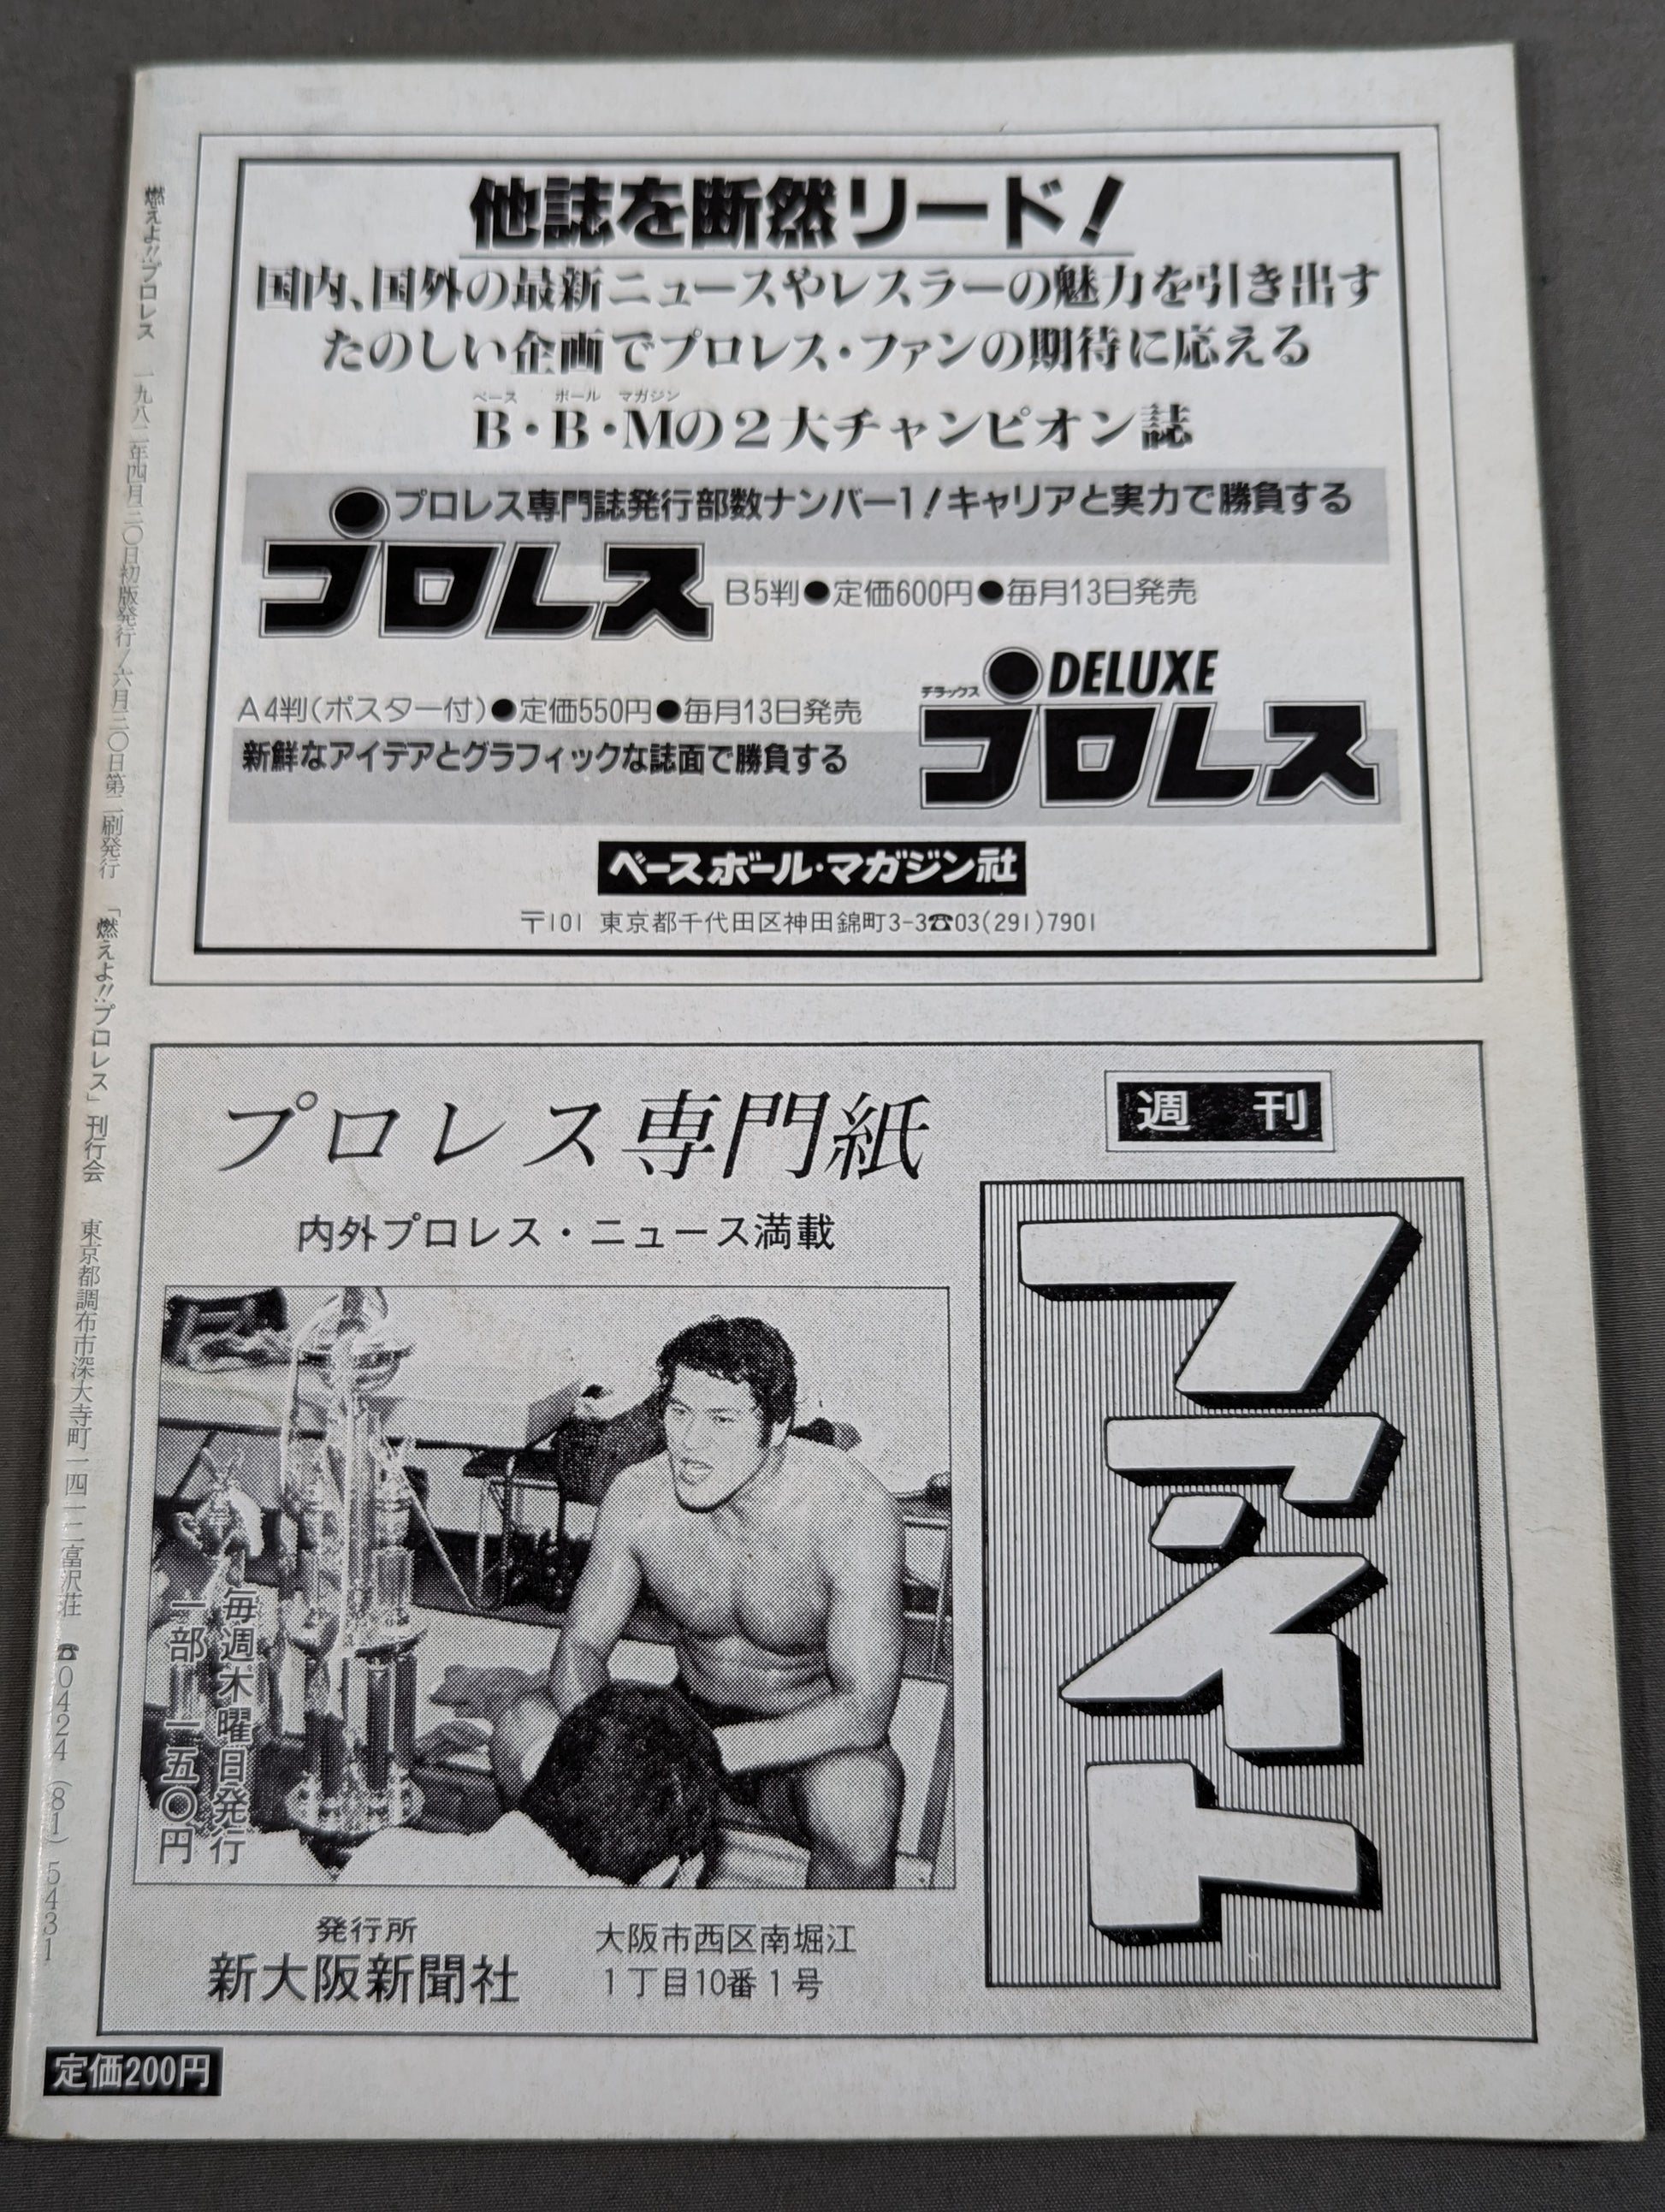 他誌を断然リード!
国内、国外の最新ニュースやレスラーの魅力を引き出す
たのしい企画でプロレス・ファンの期待に応える
ベース ボール マガジン
B・B・Mの2大チャンピオン誌
●プロレス専門誌発行部数ナンバー1!キャリアと実力で勝負する
プロレス
B5判●定価600円●毎月13日発売
デラックス
●DELUXE
プロレス
A4判(ポスター付)●定価550円●毎月13日発売
新鮮なアイデアとグラフィックな誌面で勝負する
ベースボール・マガジン社
〒101 東京都千代田区神田錦町3-3☎03(291)7901
週刊
ファイト
プロレス専門紙
内外プロレス・ニュース満載
毎週木曜日発行
一部 一五〇円
発行所
新大阪新聞社
大阪市西区南堀江
1丁目10番1号
燃えよ!!プロレス 一九八二年四月二〇日初版発行/六月二〇日第二刷発行 「燃えよ!!プロレス」刊行会 東京都調布市深大寺町一四一二富沢荘 ☎0424(81)5431
定価200円